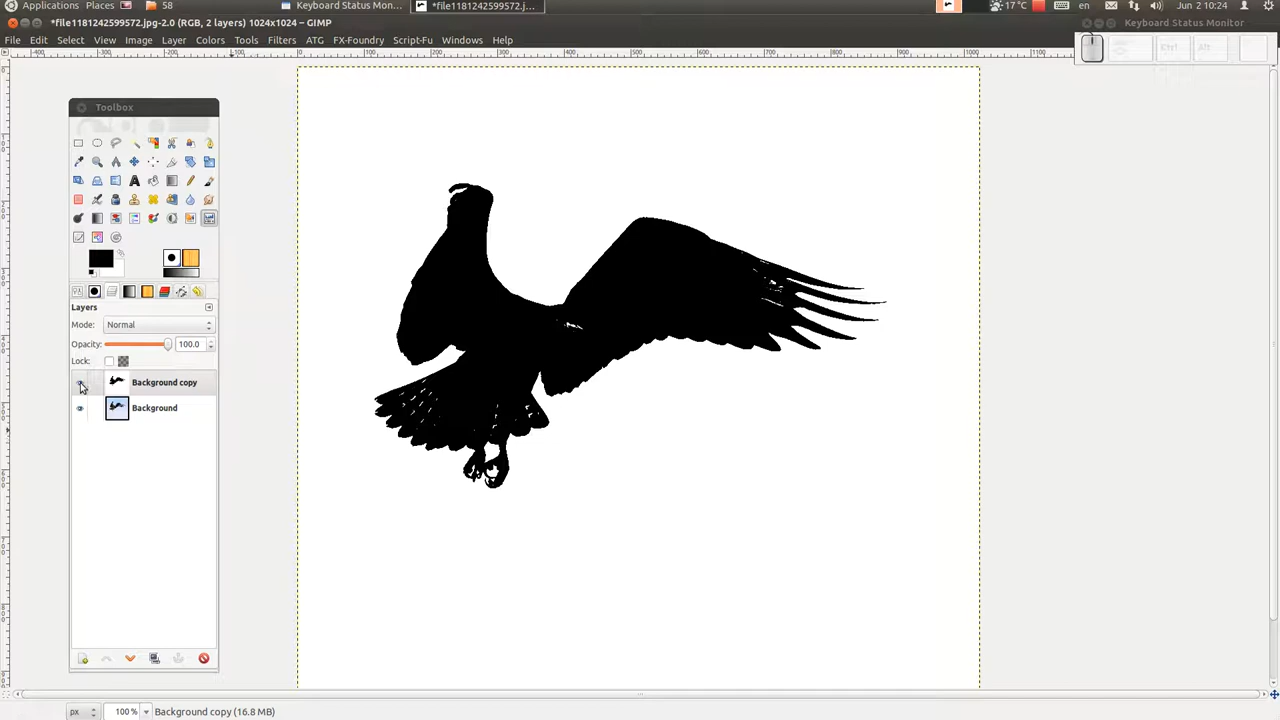 Applications Places 58 Keyboard Status Moni... *file1181242599572.j... 17 °C en Jun 2 10:24
*file1181242599572.jpg-2.0 (RGB, 2 layers) 1024x1024 – GIMP
Keyboard Status Monitor
File Edit Select View Image Layer Colors Tools Filters ATG FX-Foundry Script-Fu Windows Help
Ctrl Alt
Toolbox
Layers
Mode: Normal
Opacity: 100.0
Lock:
Background copy
Background
px 100% Background copy (16.8 MB)